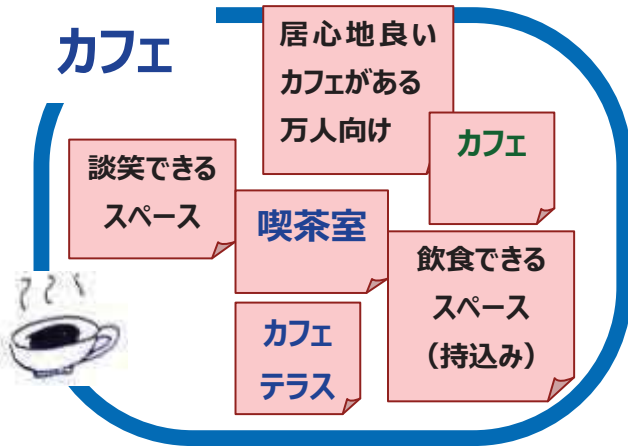 カフェ
居心地良い
カフェがある
万人向け
カフェ
談笑できる
スペース
喫茶室
飲食できる
スペース
（持込み）
カフェ
テラス